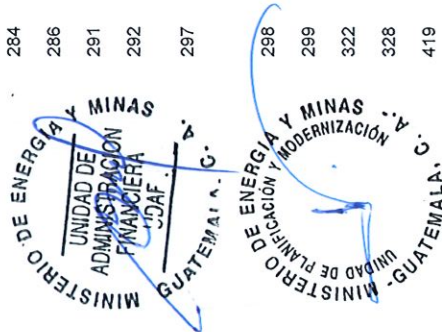 284
286
291
292
297
298
299
322
328
419
MINISTERIO DE ENERGIA Y MINAS
UNIDAD DE
ADMINISTRACION
FINANCIERA
UDAF
GUATEMALA, C. A.
MINISTERIO DE ENERGIA Y MINAS
UNIDAD DE PLANIFICACIÓN Y MODERNIZACIÓN
GUATEMALA, C. A.